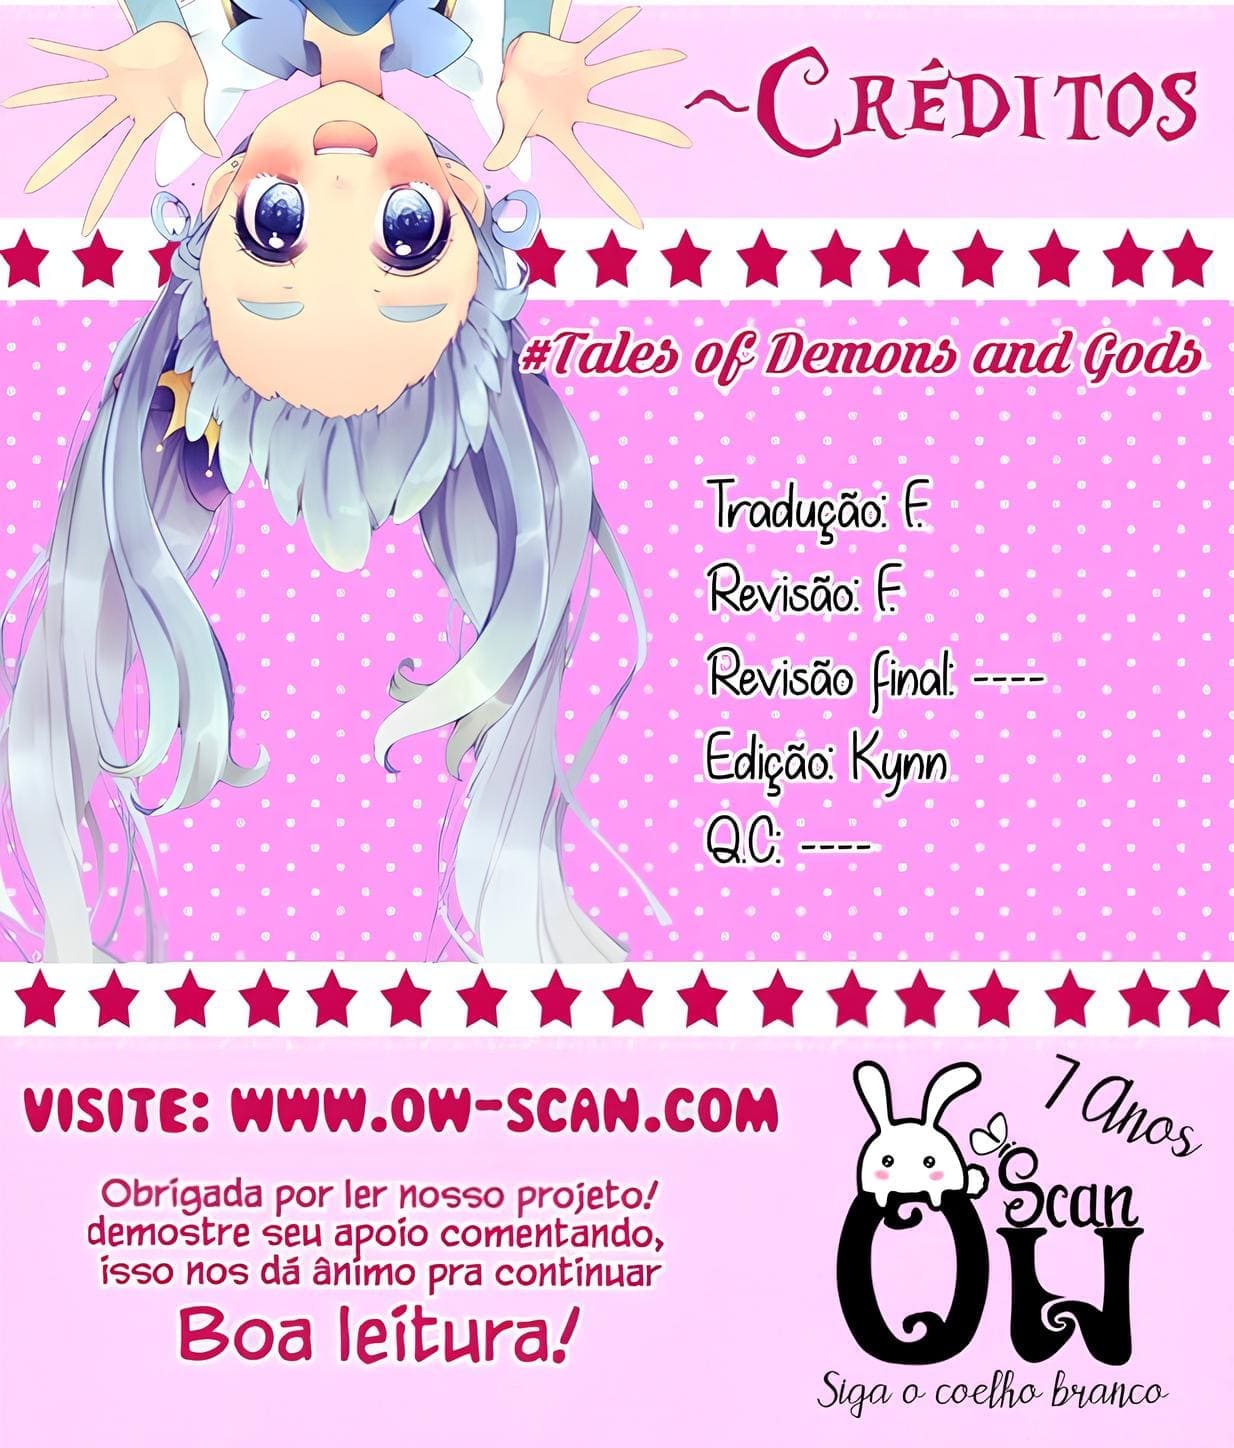 ~CRÉDITOS
#Tales of Demons and Gods
Tradução: F.
Revisão: F.
Revisão final: ----
Edição: Kynn
Q.C: ----
VISITE: WWW.OW-SCAN.COM
Obrigada por ler nosso projeto!
demostre seu apoio comentando,
isso nos dá ânimo pra continuar
Boa leitura!
7 Anos
Scan
OW
Siga o coelho branco